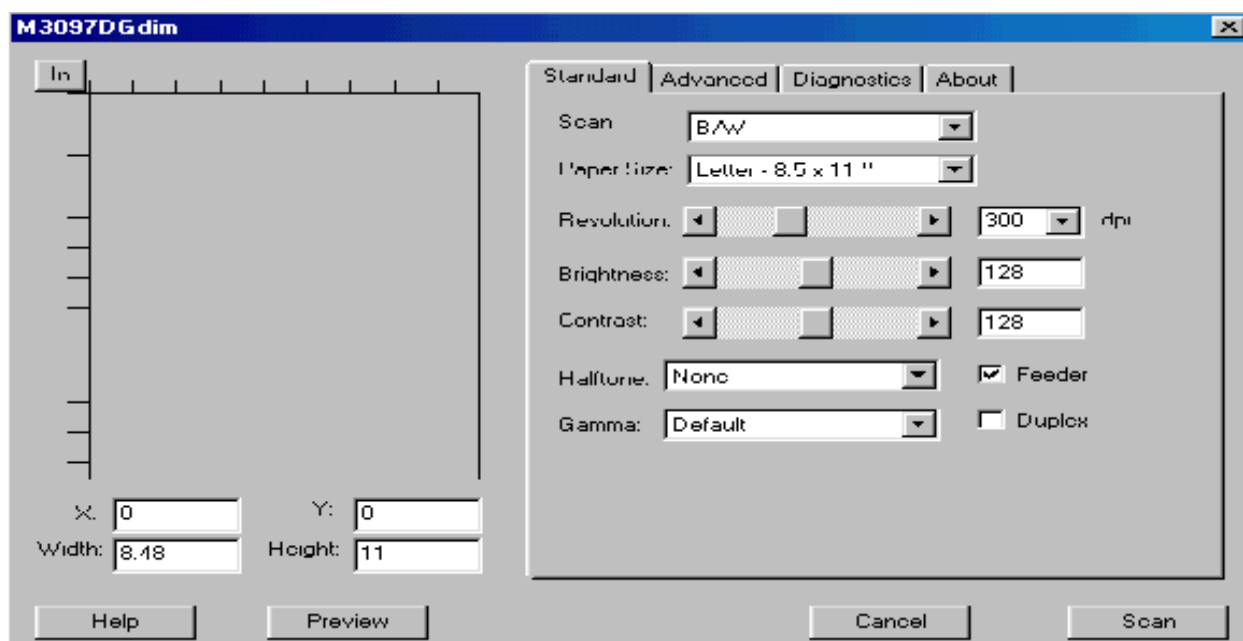 M3097DGdim
In
Standard Advanced Diagnostics About
Scan B/W
Paper Size: Letter - 8.5 x 11 "
Resolution: 300 dpi
Brightness: 128
Contrast: 128
Halftone: None Feeder
Gamma: Default Duplex
X: 0 Y: 0
Width: 8.48 Height: 11
Help Preview Cancel Scan